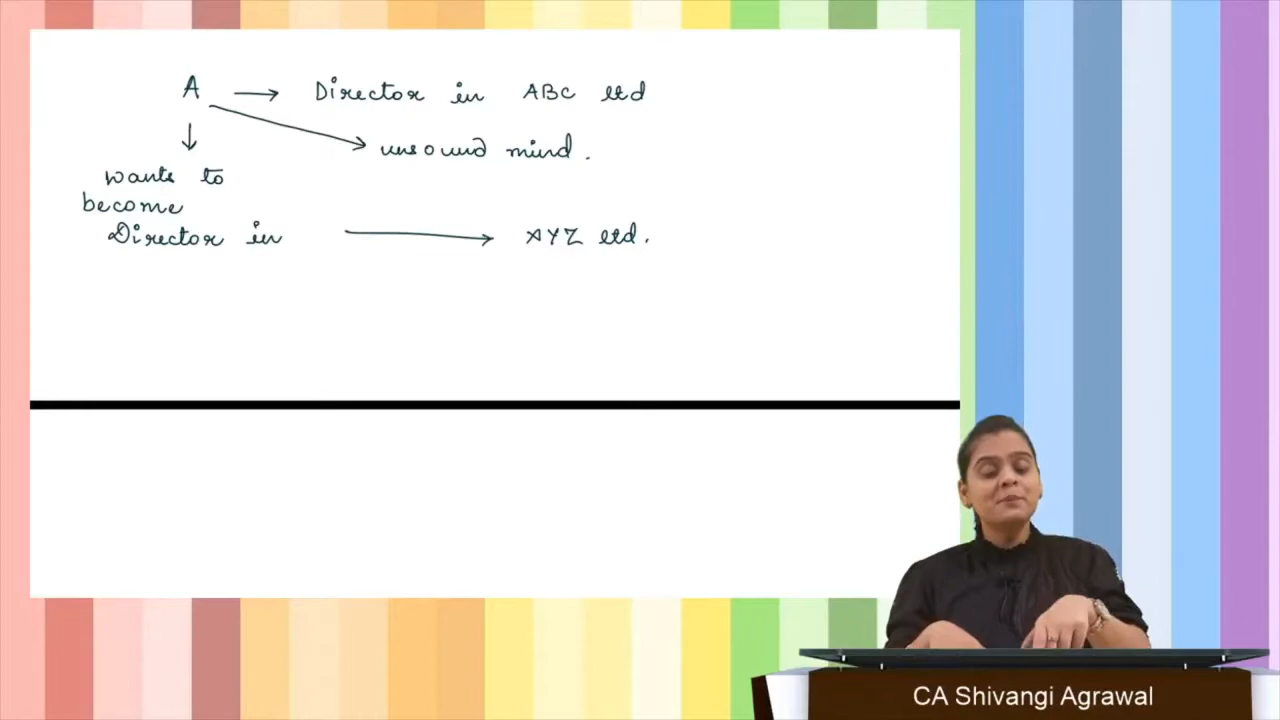 A → Director in ABC ltd
↓ → unsound mind.
wants to
become
Director in → XYZ ltd.
CA Shivangi Agrawal